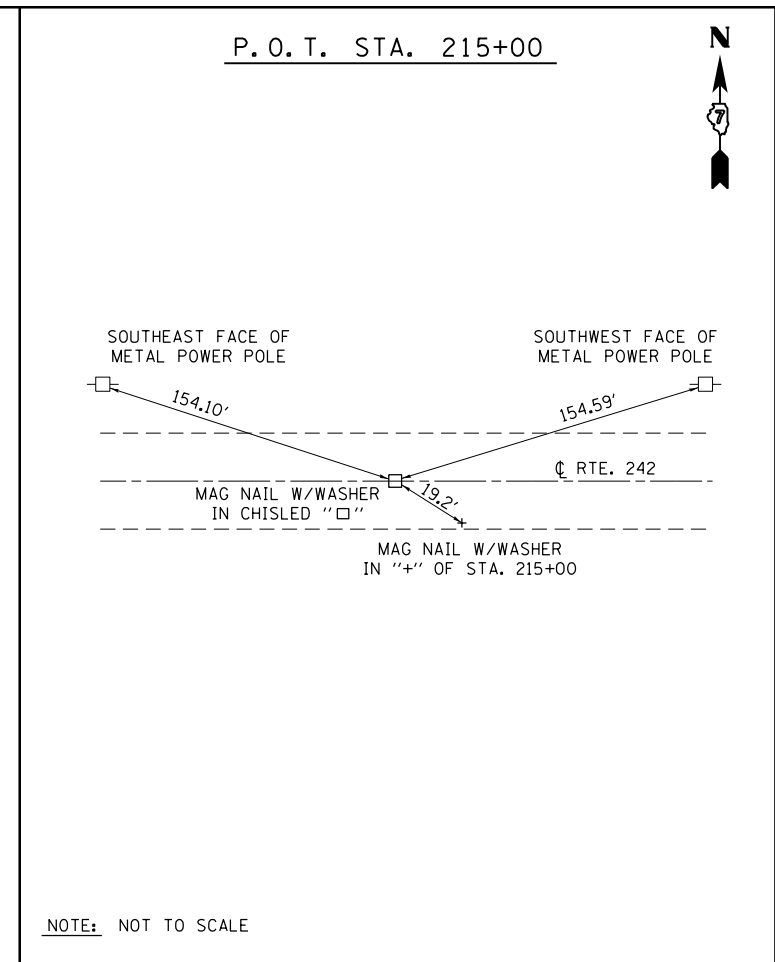 P.O.T. STA. 215+00
N
7
SOUTHEAST FACE OF
METAL POWER POLE
SOUTHWEST FACE OF
METAL POWER POLE
154.10'
154.59'
℄ RTE. 242
MAG NAIL W/WASHER
IN CHISLED "□"
19.2'
MAG NAIL W/WASHER
IN "+" OF STA. 215+00
NOTE: NOT TO SCALE